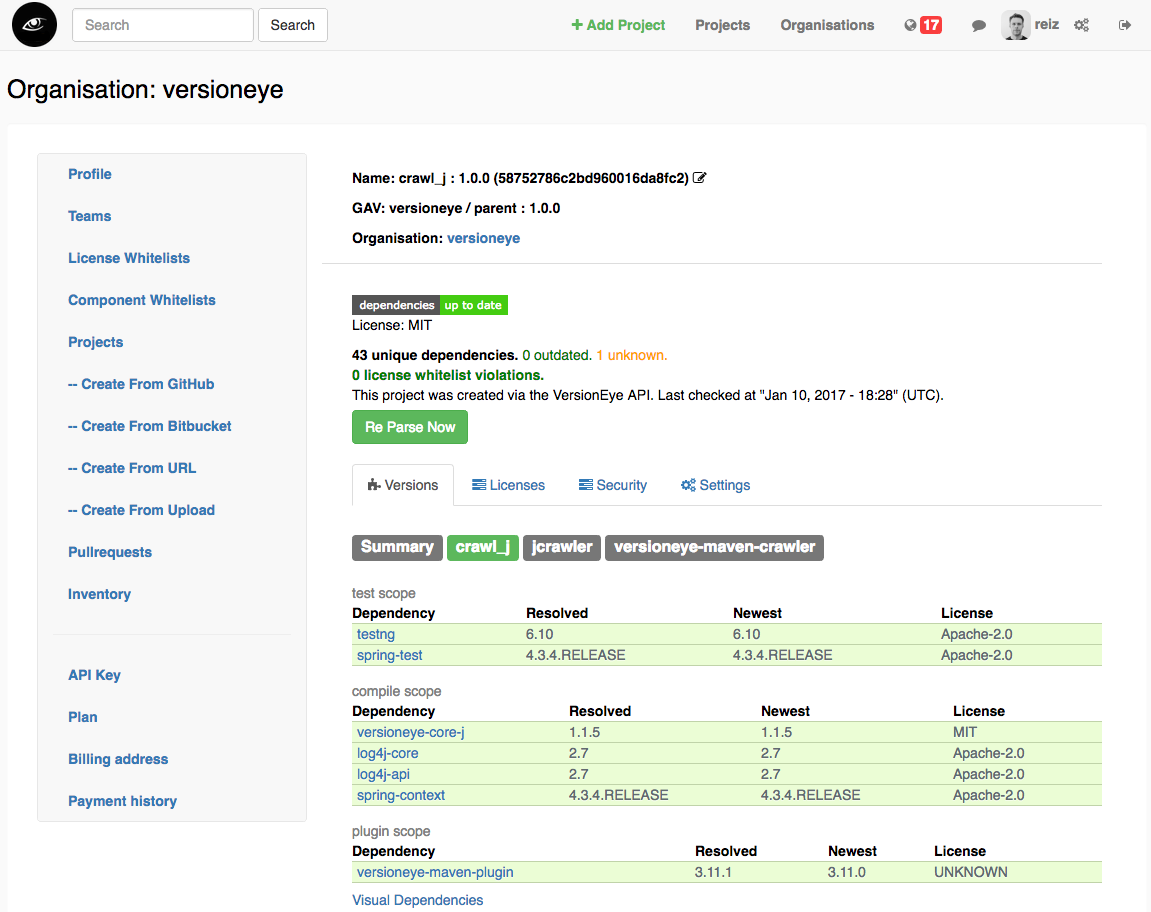 Search Search + Add Project Projects Organisations 17 reiz
Organisation: versioneye
Profile
Teams
License Whitelists
Component Whitelists
Projects
-- Create From GitHub
-- Create From Bitbucket
-- Create From URL
-- Create From Upload
Pullrequests
Inventory
API Key
Plan
Billing address
Payment history
Name: crawl_j : 1.0.0 (58752786c2bd960016da8fc2)
GAV: versioneye / parent : 1.0.0
Organisation: versioneye
dependencies up to date
License: MIT
43 unique dependencies. 0 outdated. 1 unknown.
0 license whitelist violations.
This project was created via the VersionEye API. Last checked at "Jan 10, 2017 - 18:28" (UTC).
Re Parse Now
Versions Licenses Security Settings
Summary crawl_j jcrawler versioneye-maven-crawler
test scope
Dependency Resolved Newest License
testng 6.10 6.10 Apache-2.0
spring-test 4.3.4.RELEASE 4.3.4.RELEASE Apache-2.0
compile scope
Dependency Resolved Newest License
versioneye-core-j 1.1.5 1.1.5 MIT
log4j-core 2.7 2.7 Apache-2.0
log4j-api 2.7 2.7 Apache-2.0
spring-context 4.3.4.RELEASE 4.3.4.RELEASE Apache-2.0
plugin scope
Dependency Resolved Newest License
versioneye-maven-plugin 3.11.1 3.11.0 UNKNOWN
Visual Dependencies